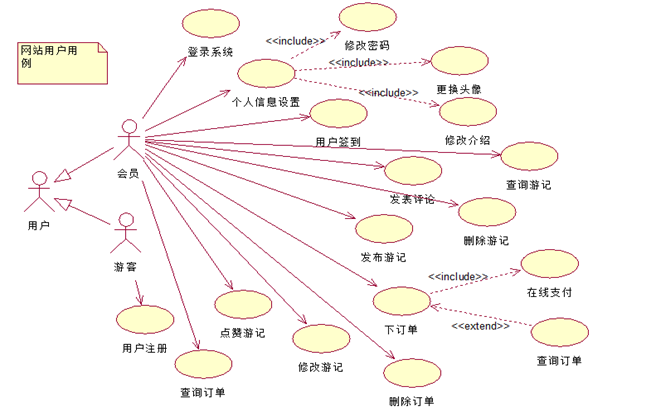 网站用户用
例
登录系统
<<include>>
修改密码
<<include>>
更换头像
个人信息设置
<<include>>
修改介绍
用户签到
查询游记
会员
发表评论
删除游记
用户
发布游记
游客
<<include>>
在线支付
点赞游记
下订单
<<extend>>
用户注册
修改游记
查询订单
查询订单
删除订单